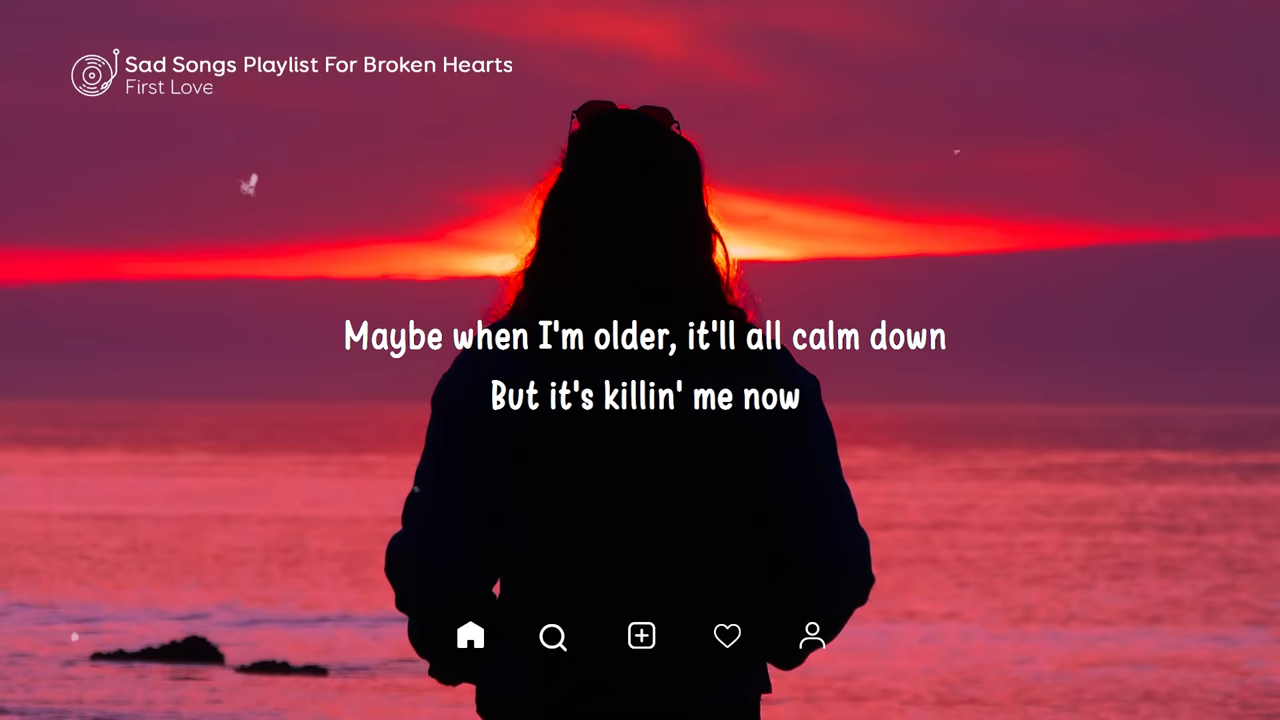 Sad Songs Playlist For Broken Hearts
First Love
Maybe when I'm older, it'll all calm down
But it's killin' me now